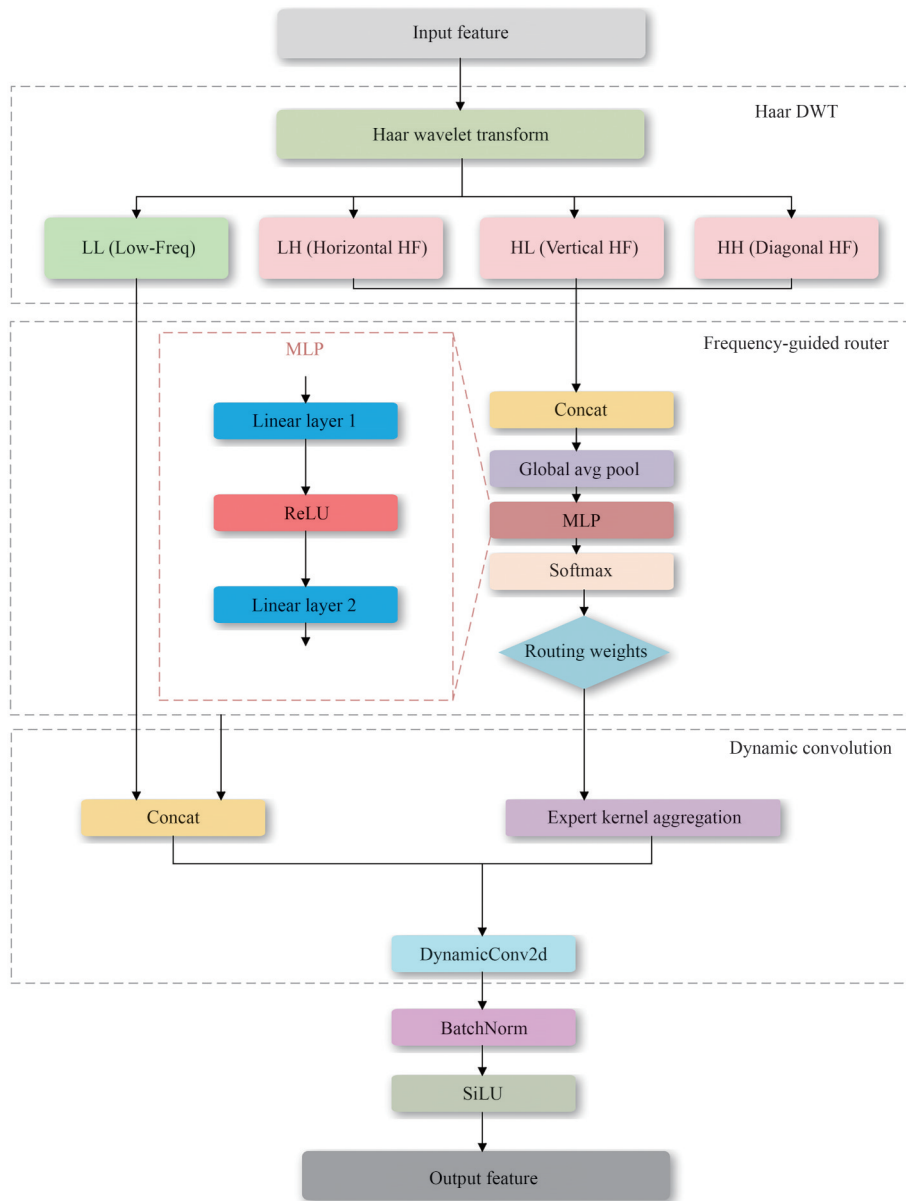 Input feature
Haar DWT
Haar wavelet transform
LL (Low-Freq)
LH (Horizontal HF)
HL (Vertical HF)
HH (Diagonal HF)
Frequency-guided router
MLP
Linear layer 1
ReLU
Linear layer 2
Concat
Global avg pool
MLP
Softmax
Routing weights
Dynamic convolution
Concat
Expert kernel aggregation
DynamicConv2d
BatchNorm
SiLU
Output feature